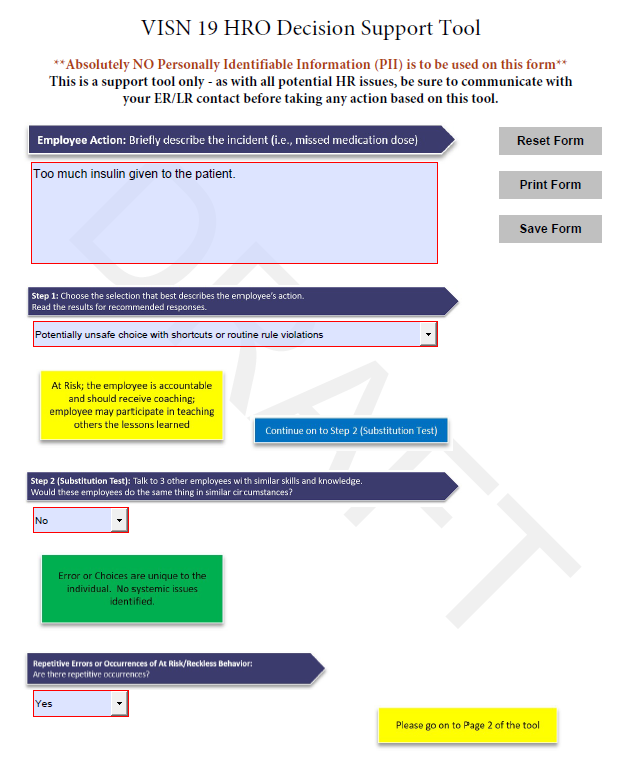 VISN 19 HRO Decision Support Tool
**Absolutely NO Personally Identifiable Information (PII) is to be used on this form**
This is a support tool only - as with all potential HR issues, be sure to communicate with
your ER/LR contact before taking any action based on this tool.
Employee Action: Briefly describe the incident (i.e., missed medication dose)
Reset Form
Too much insulin given to the patient.
Print Form
Save Form
Step 1: Choose the selection that best describes the employee's action.
Read the results for recommended responses.
Potentially unsafe choice with shortcuts or routine rule violations
At Risk; the employee is accountable
and should receive coaching;
employee may participate in teaching
others the lessons learned
Continue on to Step 2 (Substitution Test)
Step 2 (Substitution Test): Talk to 3 other employees with similar skills and knowledge.
Would these employees do the same thing in similar circumstances?
No
Error or Choices are unique to the
individual. No systemic issues
identified.
Repetitive Errors or Occurrences of At Risk/Reckless Behavior:
Are there repetitive occurrences?
Yes
Please go on to Page 2 of the tool
DRAFT